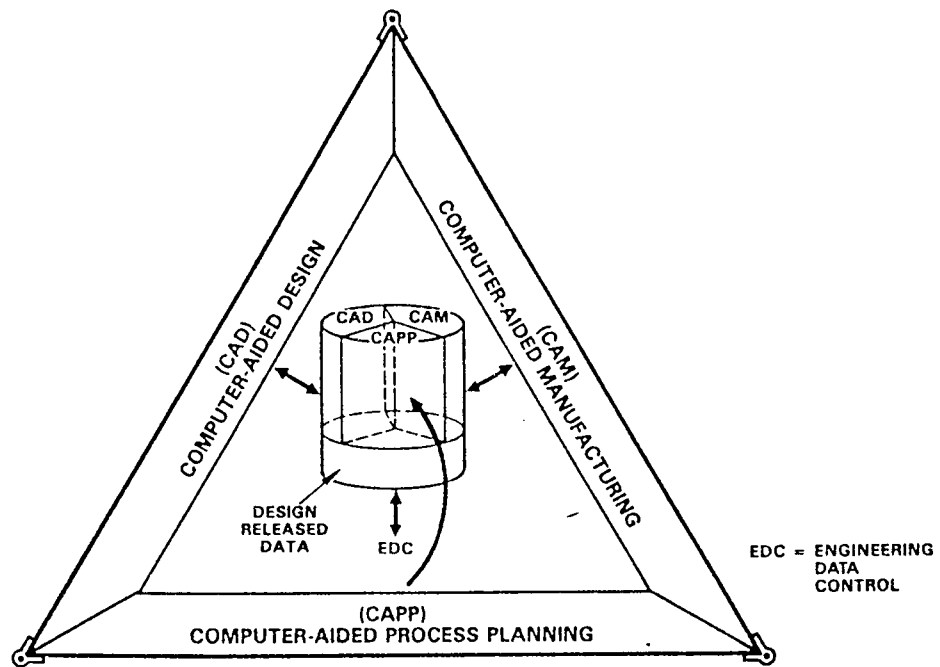 (CAD)
COMPUTER-AIDED DESIGN
COMPUTER-AIDED MANUFACTURING
(CAM)
CAD
CAM
CAPP
DESIGN
RELEASED
DATA
EDC
EDC = ENGINEERING
DATA
CONTROL
(CAPP)
COMPUTER-AIDED PROCESS PLANNING